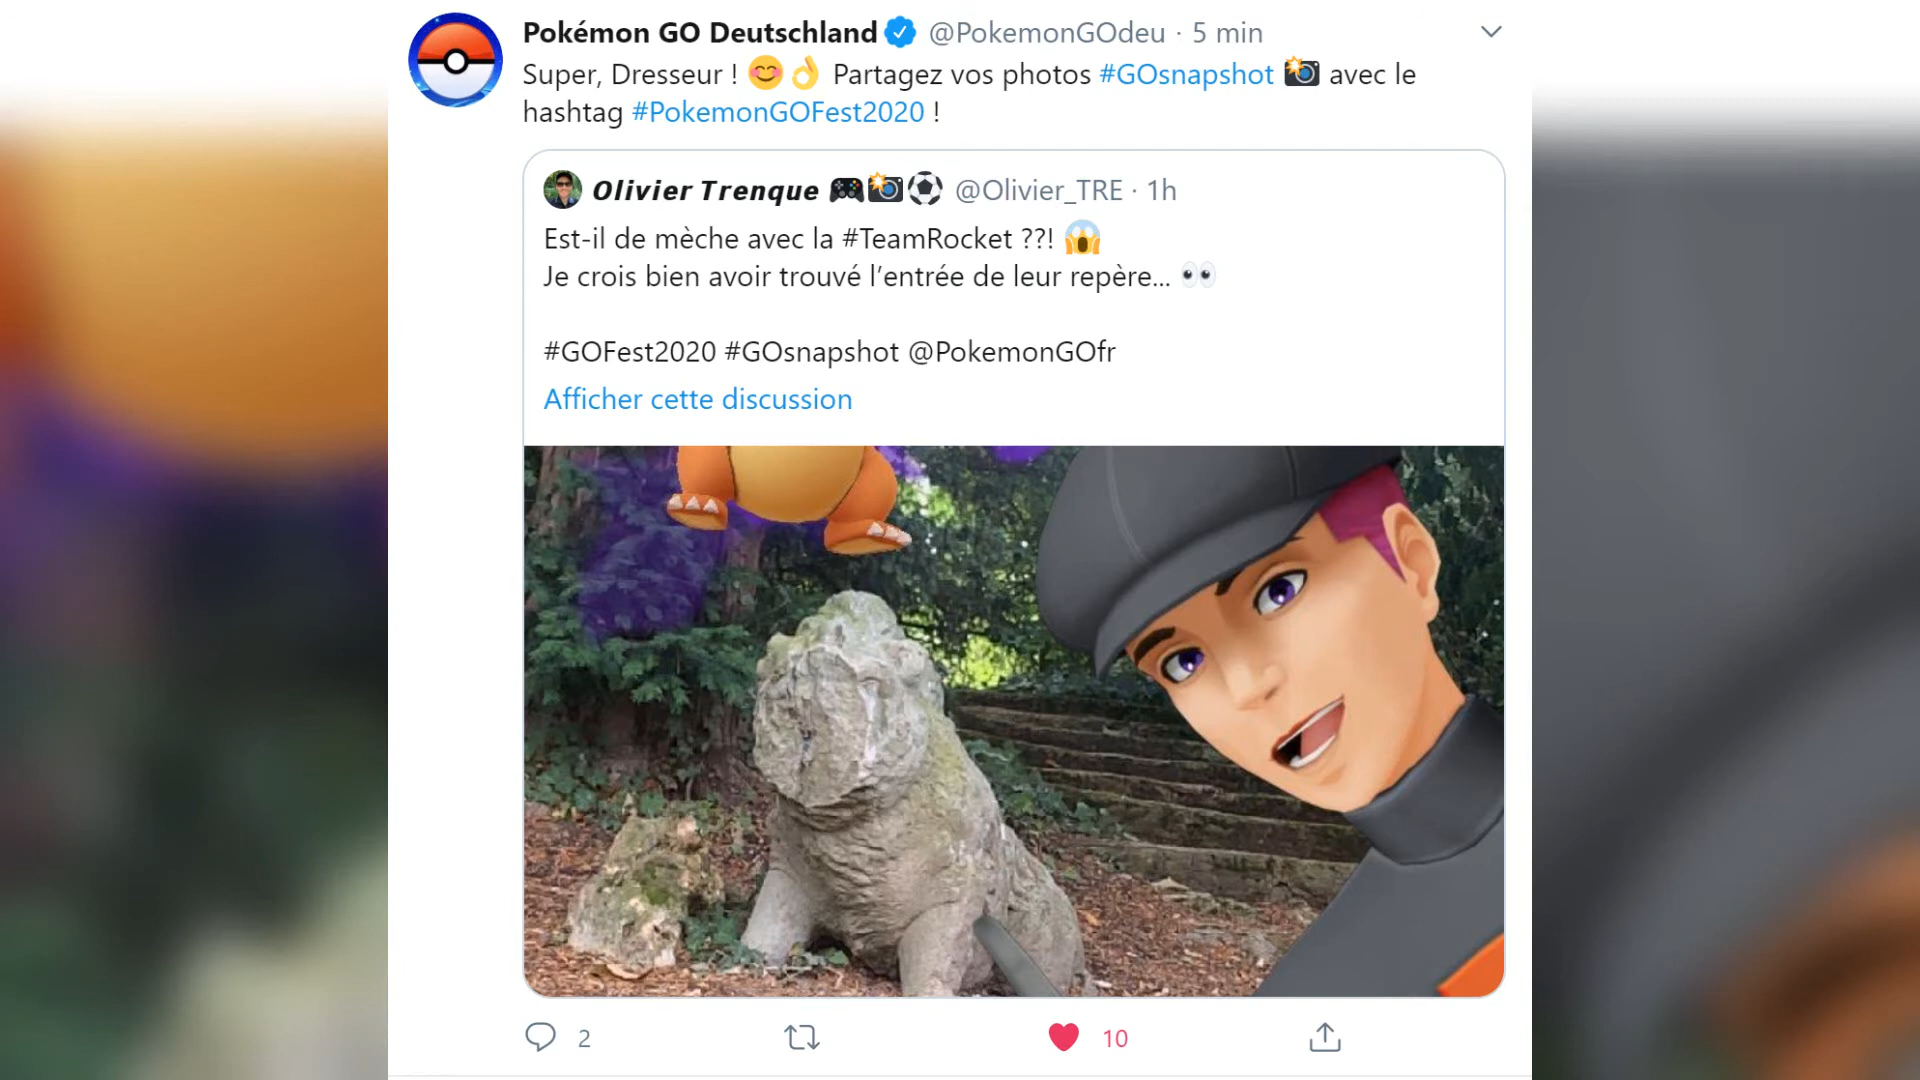 Pokémon GO Deutschland @PokemonGOdeu · 5 min
Super, Dresseur ! 😊👌 Partagez vos photos #GOsnapshot 📸 avec le
hashtag #PokemonGOFest2020 !
Olivier Trenque 🎮📸⚽ @Olivier_TRE · 1h
Est-il de mèche avec la #TeamRocket ??! 😱
Je crois bien avoir trouvé l’entrée de leur repère... 👀
#GOFest2020 #GOsnapshot @PokemonGOfr
Afficher cette discussion
2
10